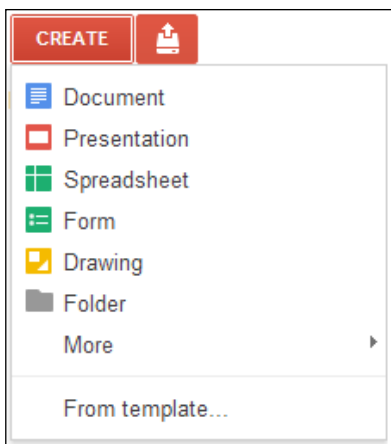 CREATE
Document
Presentation
Spreadsheet
Form
Drawing
Folder
More
From template...